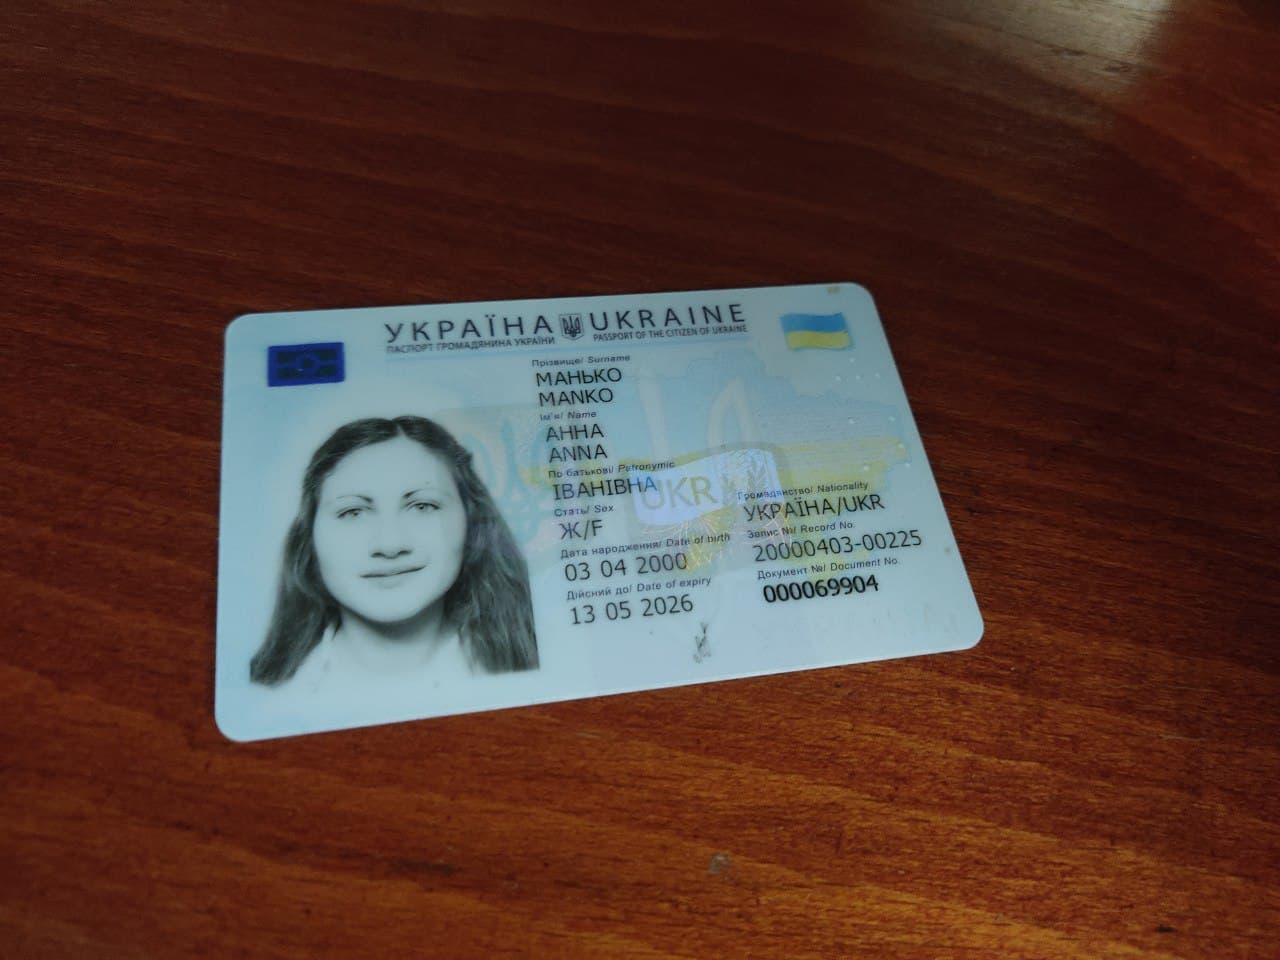 УКРАЇНА UKRAINE
ПАСПОРТ ГРОМАДЯНИНА УКРАЇНИ PASSPORT OF THE CITIZEN OF UKRAINE
Прізвище/ Surname
МАНЬКО
MANKO
Ім'я/ Name
АННА
ANNA
По батькові/ Patronymic
ІВАНІВНА
UKR
Стать/ Sex
Ж/F
Громадянство/ Nationality
УКРАЇНА/UKR
Дата народження/ Date of birth
03 04 2000
Запис №/ Record No.
20000403-00225
Дійсний до/ Date of expiry
13 05 2026
Документ №/ Document No.
000069904